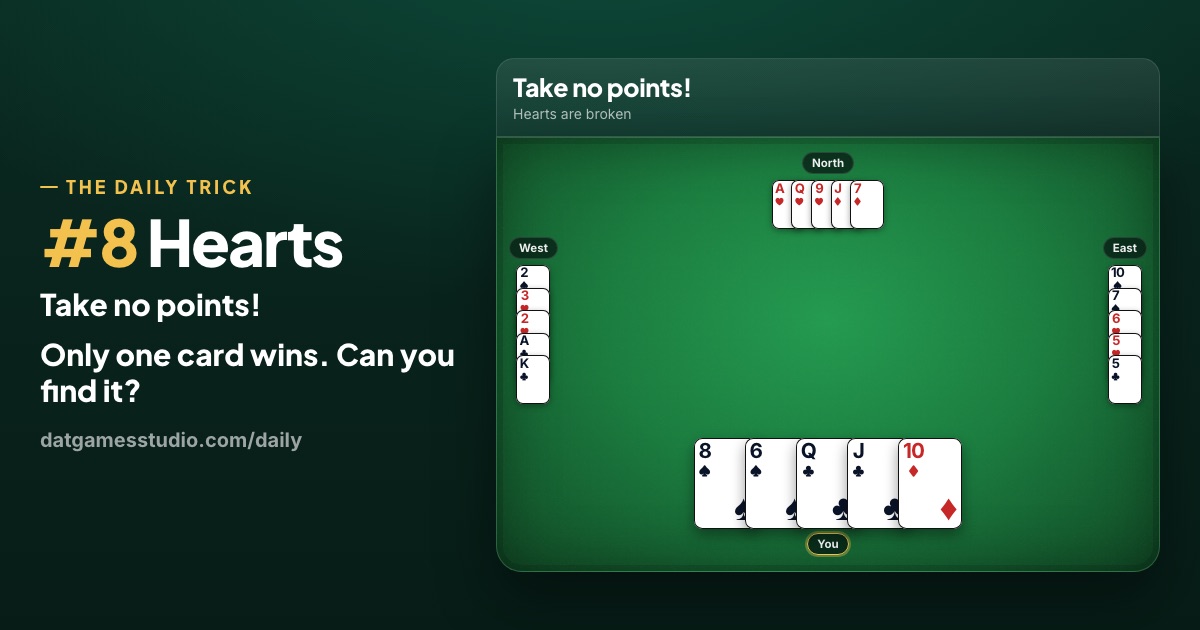 — THE DAILY TRICK
#8 Hearts
Take no points!
Only one card wins. Can you
find it?
datgamesstudio.com/daily
Take no points!
Hearts are broken
North
A♥ Q♥ 9♥ J♦ 7♦
West
2♠
3♥
2♥
A♣
K♣
East
10♠
7♠
6♥
5♥
5♣
8♠ 6♠ Q♣ J♣ 10♦
You